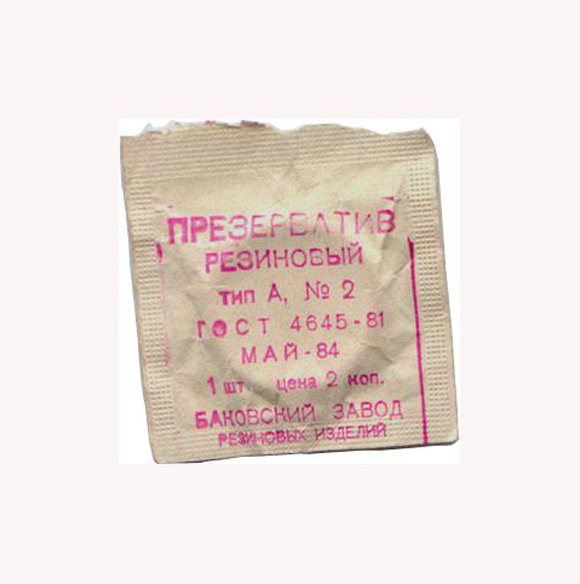 ПРЕЗЕРВАТИВ
РЕЗИНОВЫЙ
ТИП А, № 2
ГОСТ 4645-81
МАЙ-84
1 шт. цена 2 коп.
БАКОВСКИЙ ЗАВОД
РЕЗИНОВЫХ ИЗДЕЛИЙ